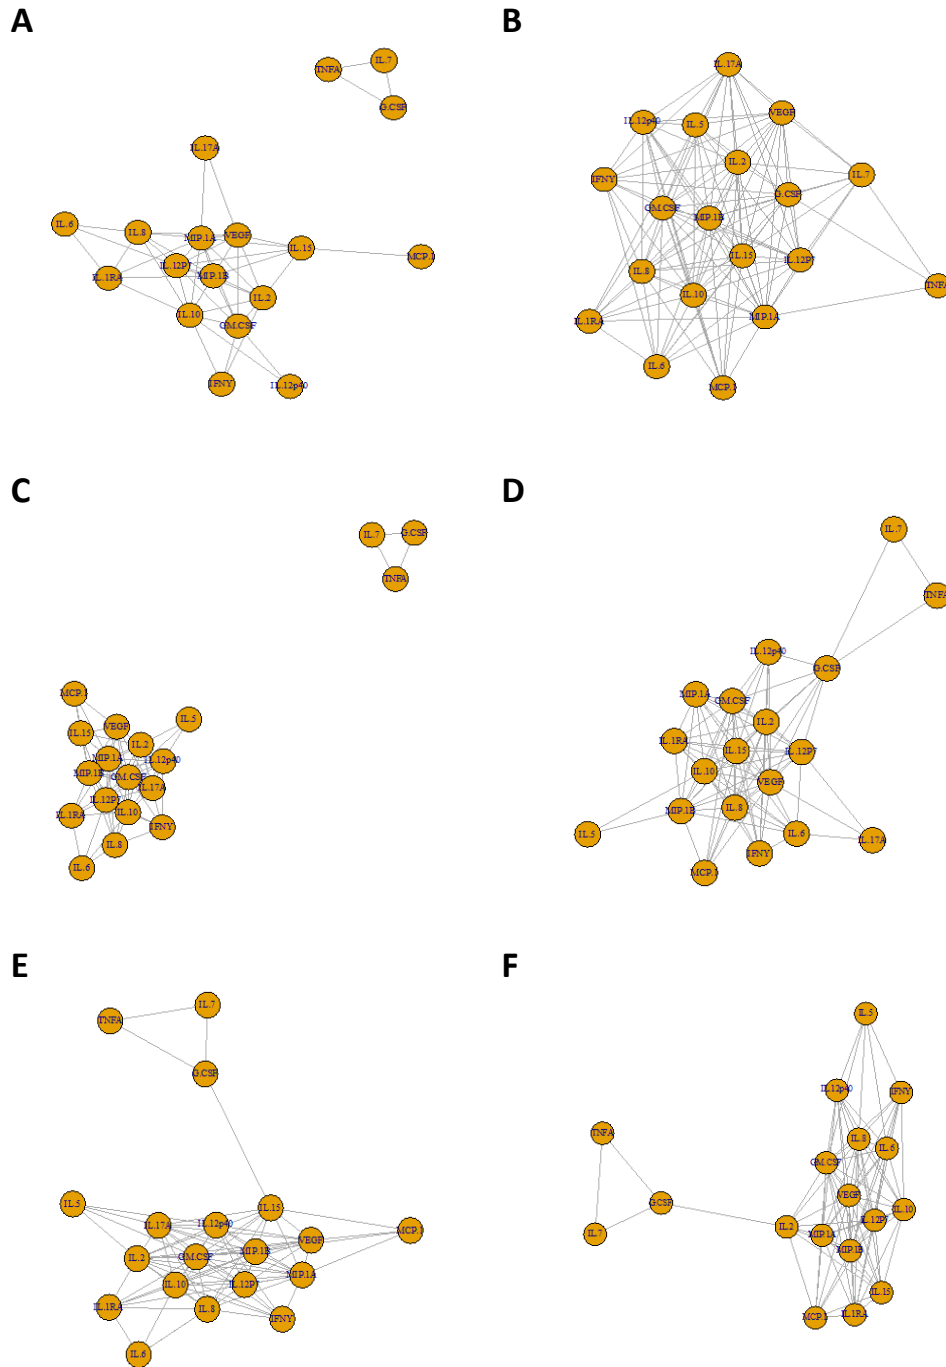 A
IL.7
TNFA
G.CSF
IL.17A
IL.6
IL.8
MIP.1A
VEGF
IL.15
MCP.1
IL.12P7
IL.1RA
MIP.1B
IL.2
IL.10
GM.CSF
IFNY
IL.12p40
B
IL.17A
VEGF
IL.12p40
IL.5
IL.2
IL.7
IFNY
G.CSF
GM.CSF
MIP.1B
IL.15
IL.12P7
IL.8
TNFA
IL.10
MIP.1A
IL.1RA
IL.6
MCP.1
C
IL.7
G.CSF
TNFA
MCP.1
IL.5
VEGF
IL.15
IL.2
MIP.1A
IL.12p40
MIP.1B
GM.CSF
IL.17A
IL.12P7
IL.10
IL.1RA
IFNY
IL.8
IL.6
D
IL.7
TNFA
IL.12p40
G.CSF
MIP.1A
GM.CSF
IL.2
IL.1RA
IL.15
IL.12P7
IL.10
VEGF
MIP.1B
IL.8
IL.5
IL.6
IL.17A
IFNY
MCP.1
E
IL.7
TNFA
G.CSF
IL.5
IL.15
IL.17A
IL.12p40
MCP.1
VEGF
IL.2
GM.CSF
MIP.1B
MIP.1A
IL.10
IL.12P7
IL.1RA
IL.8
IFNY
IL.6
F
IL.5
IL.12p40
IFNY
TNFA
IL.8
IL.6
GM.CSF
VEGF
G.CSF
IL.10
IL.2
IL.12P7
IL.7
MIP.1A
MIP.1B
IL.15
MCP.1
IL.1RA